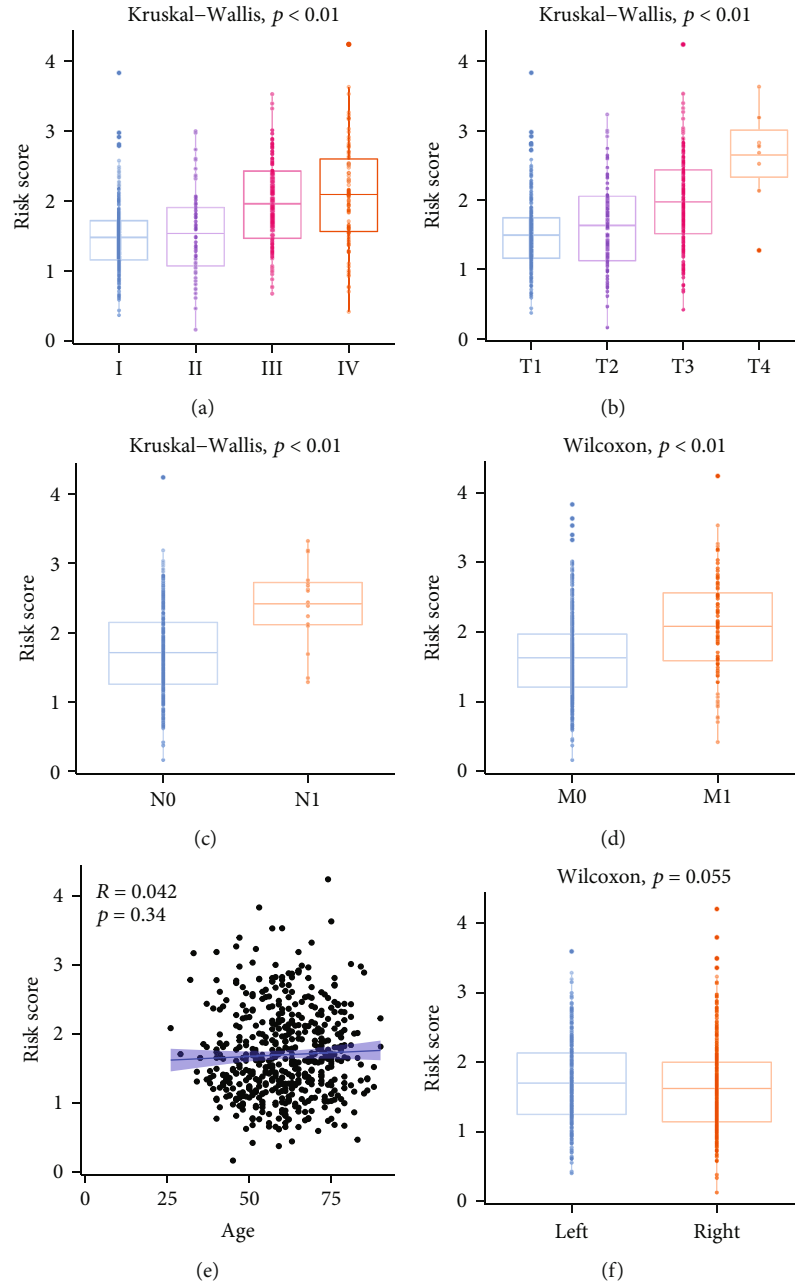 Kruskal–Wallis, p < 0.01
Risk score
4
3
2
1
0
I II III IV
(a)
Kruskal–Wallis, p < 0.01
Risk score
4
3
2
1
0
T1 T2 T3 T4
(b)
Kruskal–Wallis, p < 0.01
Risk score
4
3
2
1
0
N0 N1
(c)
Wilcoxon, p < 0.01
Risk score
4
3
2
1
0
M0 M1
(d)
R = 0.042
p = 0.34
Risk score
4
3
2
1
0
0 25 50 75
Age
(e)
Wilcoxon, p = 0.055
Risk score
4
3
2
1
0
Left Right
(f)